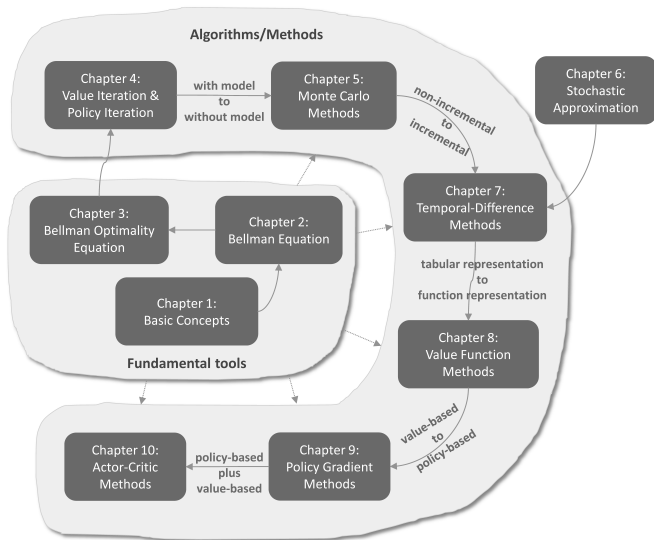 Algorithms/Methods
Chapter 4:
Value Iteration &
Policy Iteration
with model
to
without model
Chapter 5:
Monte Carlo
Methods
non-incremental
to
incremental
Chapter 6:
Stochastic
Approximation
Chapter 7:
Temporal-Difference
Methods
Chapter 3:
Bellman Optimality
Equation
Chapter 2:
Bellman Equation
Chapter 1:
Basic Concepts
Fundamental tools
tabular representation
to
function representation
Chapter 8:
Value Function
Methods
value-based
to
policy-based
Chapter 9:
Policy Gradient
Methods
policy-based
plus
value-based
Chapter 10:
Actor-Critic
Methods